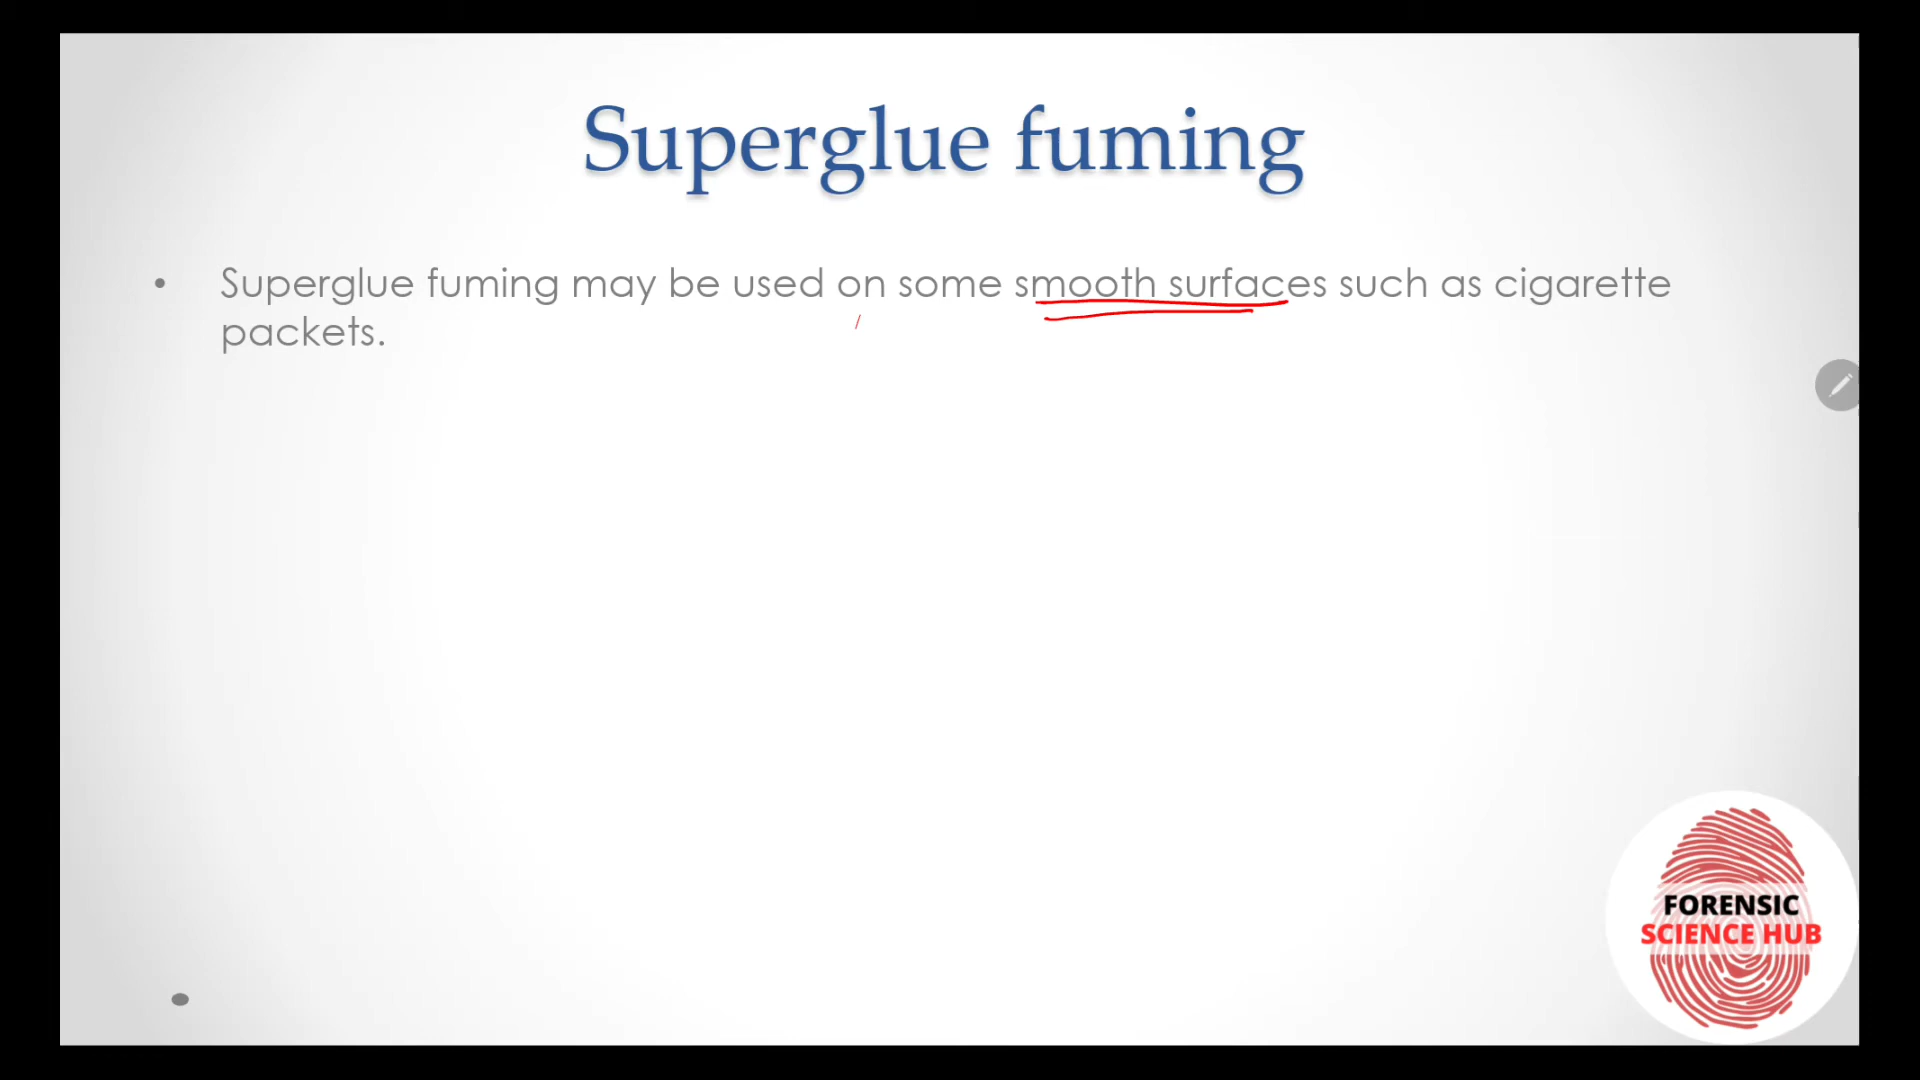 Superglue fuming
• Superglue fuming may be used on some smooth surfaces such as cigarette
packets.
FORENSIC
SCIENCE HUB